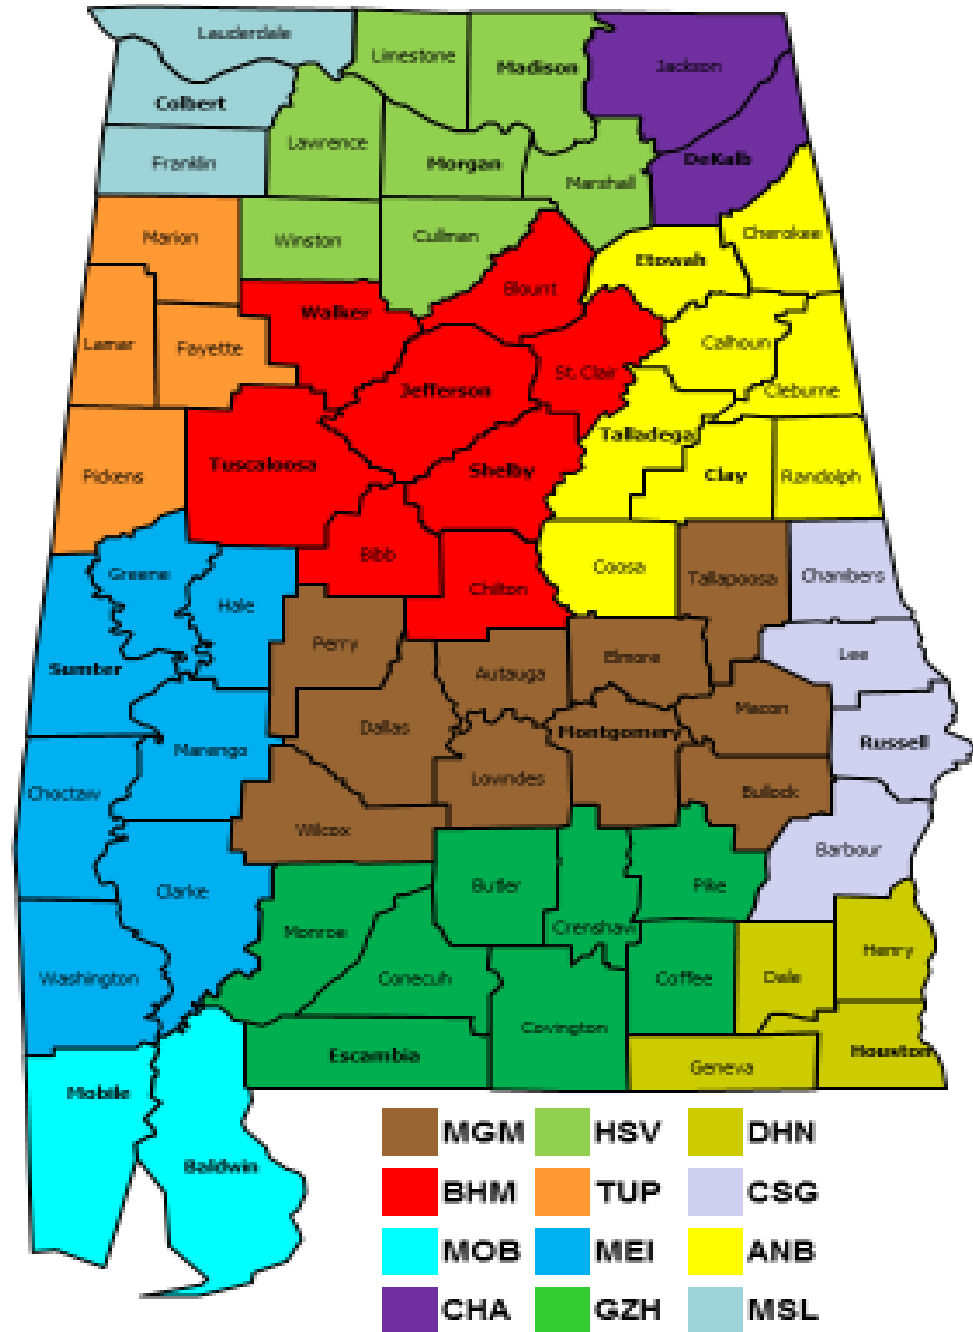 Lauderdale
Limestone
Madison
Jackson
Colbert
Lawrence
Franklin
Morgan
DeKalb
Marshall
Marion
Winston
Cullman
Cherokee
Etowah
Blount
Walker
Lamar
Fayette
Calhoun
St. Clair
Jefferson
Cleburne
Talladega
Tuscaloosa
Shelby
Clay
Randolph
Pickens
Bibb
Coosa
Greene
Tallapoosa
Chambers
Hale
Chilton
Perry
Elmore
Lee
Sumter
Autauga
Dallas
Macon
Montgomery
Russell
Marengo
Lowndes
Choctaw
Bullock
Wilcox
Barbour
Clarke
Butler
Pike
Monroe
Crenshaw
Henry
Washington
Conecuh
Coffee
Dale
Covington
Escambia
Houston
Geneva
Mobile
Baldwin
MGM HSV DHN
BHM TUP CSG
MOB MEI ANB
CHA GZH MSL